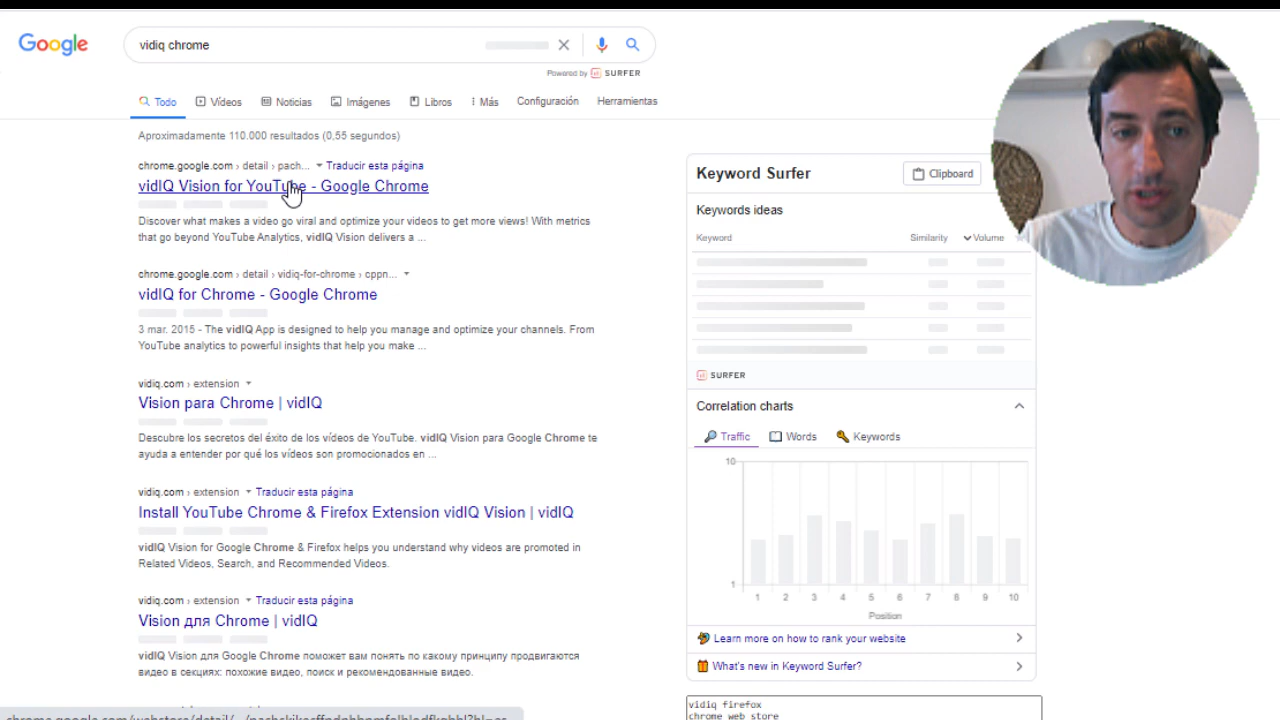 Google
vidiq chrome
Powered by SURFER
Todo Vídeos Noticias Imágenes Libros Más Configuración Herramientas
Aproximadamente 110.000 resultados (0,55 segundos)
chrome.google.com › detail › pach... Traducir esta página
vidIQ Vision for YouTube - Google Chrome
Discover what makes a video go viral and optimize your videos to get more views! With metrics
that go beyond YouTube Analytics, vidIQ Vision delivers a ...
chrome.google.com › detail › vidiq-for-chrome › cppn...
vidIQ for Chrome - Google Chrome
3 mar. 2015 - The vidIQ App is designed to help you manage and optimize your channels. From
YouTube analytics to powerful insights that help you make ...
vidiq.com › extension
Vision para Chrome | vidIQ
Descubre los secretos del éxito de los vídeos de YouTube. vidIQ Vision para Google Chrome te
ayuda a entender por qué los vídeos son promocionados en ...
vidiq.com › extension Traducir esta página
Install YouTube Chrome & Firefox Extension vidIQ Vision | vidIQ
vidIQ Vision for Google Chrome & Firefox helps you understand why videos are promoted in
Related Videos, Search, and Recommended Videos.
vidiq.com › extension Traducir esta página
Vision для Chrome | vidIQ
vidIQ Vision для Google Chrome поможет вам понять по какому принципу продвигаются
видео в секциях: похожие видео, поиск и рекомендованные видео.
Keyword Surfer Clipboard
Keywords ideas
Keyword Similarity Volume
SURFER
Correlation charts
Traffic Words Keywords
10
1
1 2 3 4 5 6 7 8 9 10
Position
Learn more on how to rank your website
What's new in Keyword Surfer?
vidiq firefox
chrome web store